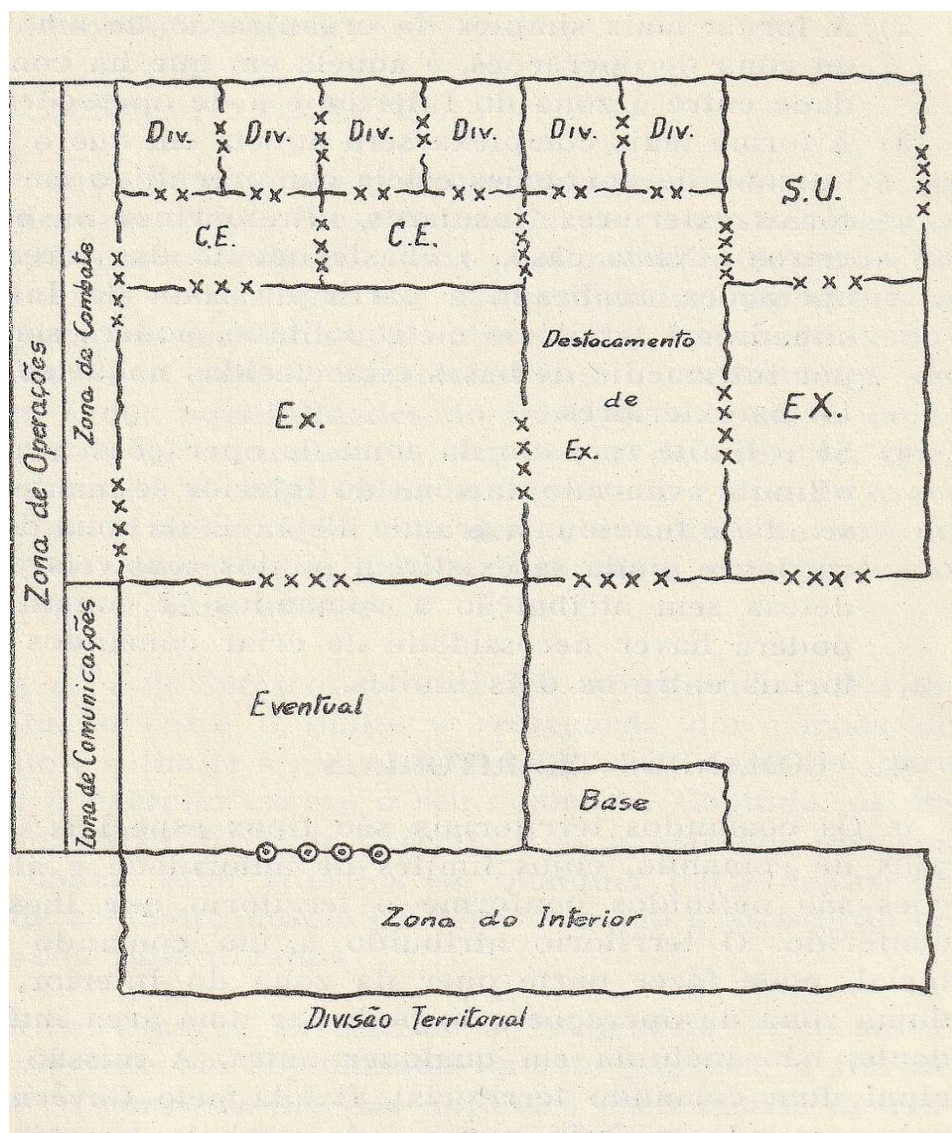 Div. Div. Div. Div. Div. Div.
S.U.
C.E. C.E.
Zona de Operações
Zona de Combate
Deslocamento
de
Ex.
Ex.
EX.
Zona de Comunicações
Eventual
Base
Zona do Interior
Divisão Territorial